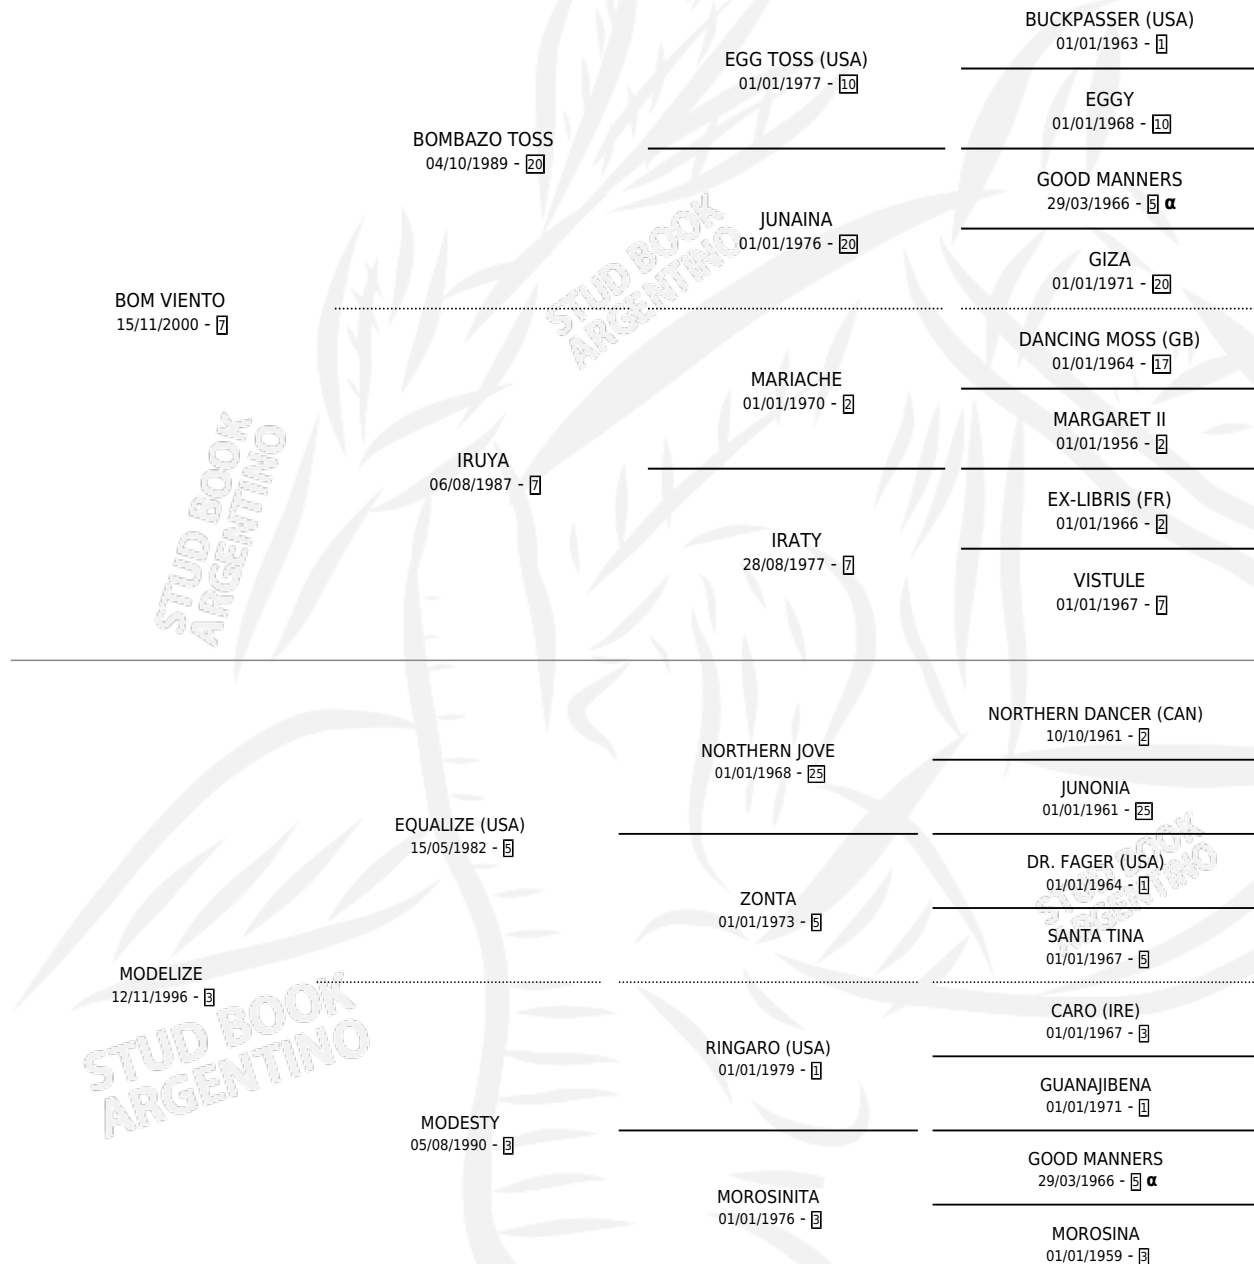 BUCKPASSER (USA)
01/01/1963 - 1
EGG TOSS (USA)
01/01/1977 - 10
EGGY
01/01/1968 - 10
BOMBAZO TOSS
04/10/1989 - 20
GOOD MANNERS
29/03/1966 - 5 α
JUNAINA
01/01/1976 - 20
GIZA
01/01/1971 - 20
BOM VIENTO
15/11/2000 - 7
DANCING MOSS (GB)
01/01/1964 - 17
MARIACHE
01/01/1970 - 2
MARGARET II
01/01/1956 - 2
IRUYA
06/08/1987 - 7
EX-LIBRIS (FR)
01/01/1966 - 2
IRATY
28/08/1977 - 7
VISTULE
01/01/1967 - 7
STUD BOOK
ARGENTINO
STUD BOOK
ARGENTINO
NORTHERN DANCER (CAN)
10/10/1961 - 2
NORTHERN JOVE
01/01/1968 - 25
JUNONIA
01/01/1961 - 25
EQUALIZE (USA)
15/05/1982 - 5
DR. FAGER (USA)
01/01/1964 - 1
ZONTA
01/01/1973 - 5
SANTA TINA
01/01/1967 - 5
MODELIZE
12/11/1996 - 3
CARO (IRE)
01/01/1967 - 3
RINGARO (USA)
01/01/1979 - 1
GUANAJIBENA
01/01/1971 - 1
MODESTY
05/08/1990 - 3
GOOD MANNERS
29/03/1966 - 5 α
MOROSINITA
01/01/1976 - 3
MOROSINA
01/01/1959 - 3
STUD BOOK
ARGENTINO
STUD BOOK
ARGENTINO